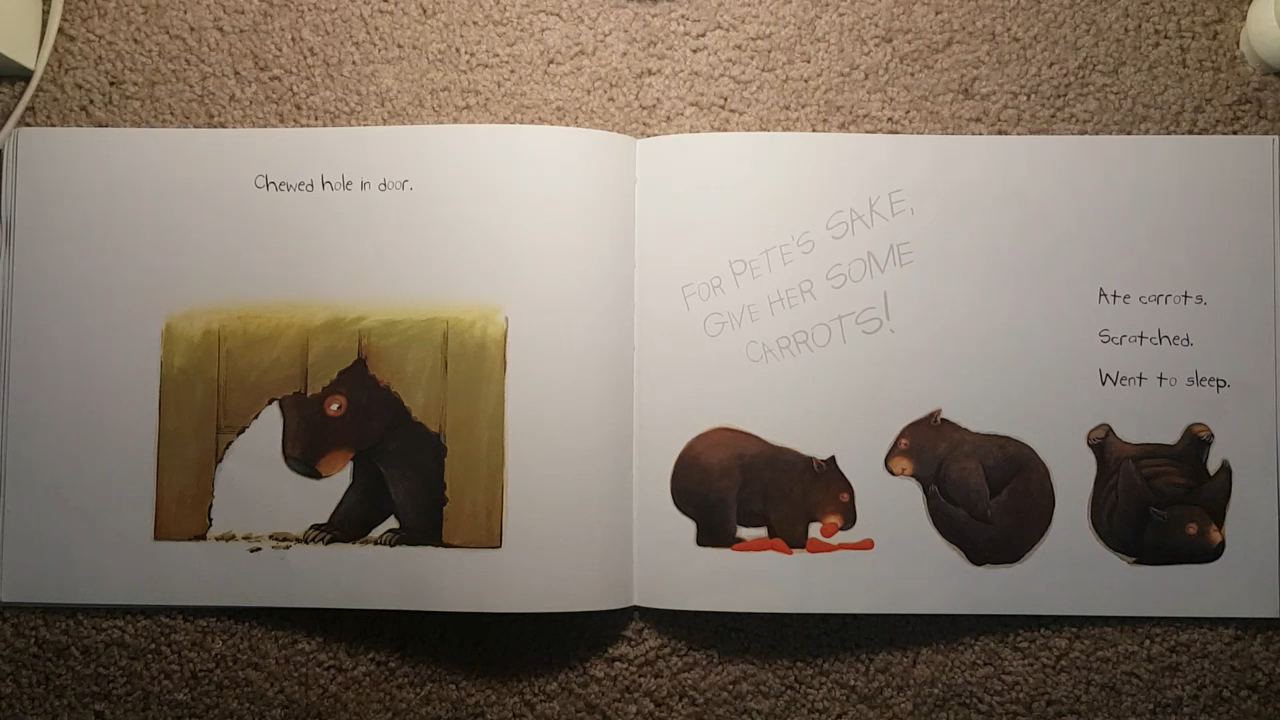 Chewed hole in door.
FOR PETE'S SAKE,
GIVE HER SOME
CARROTS!
Ate carrots.
Scratched.
Went to sleep.